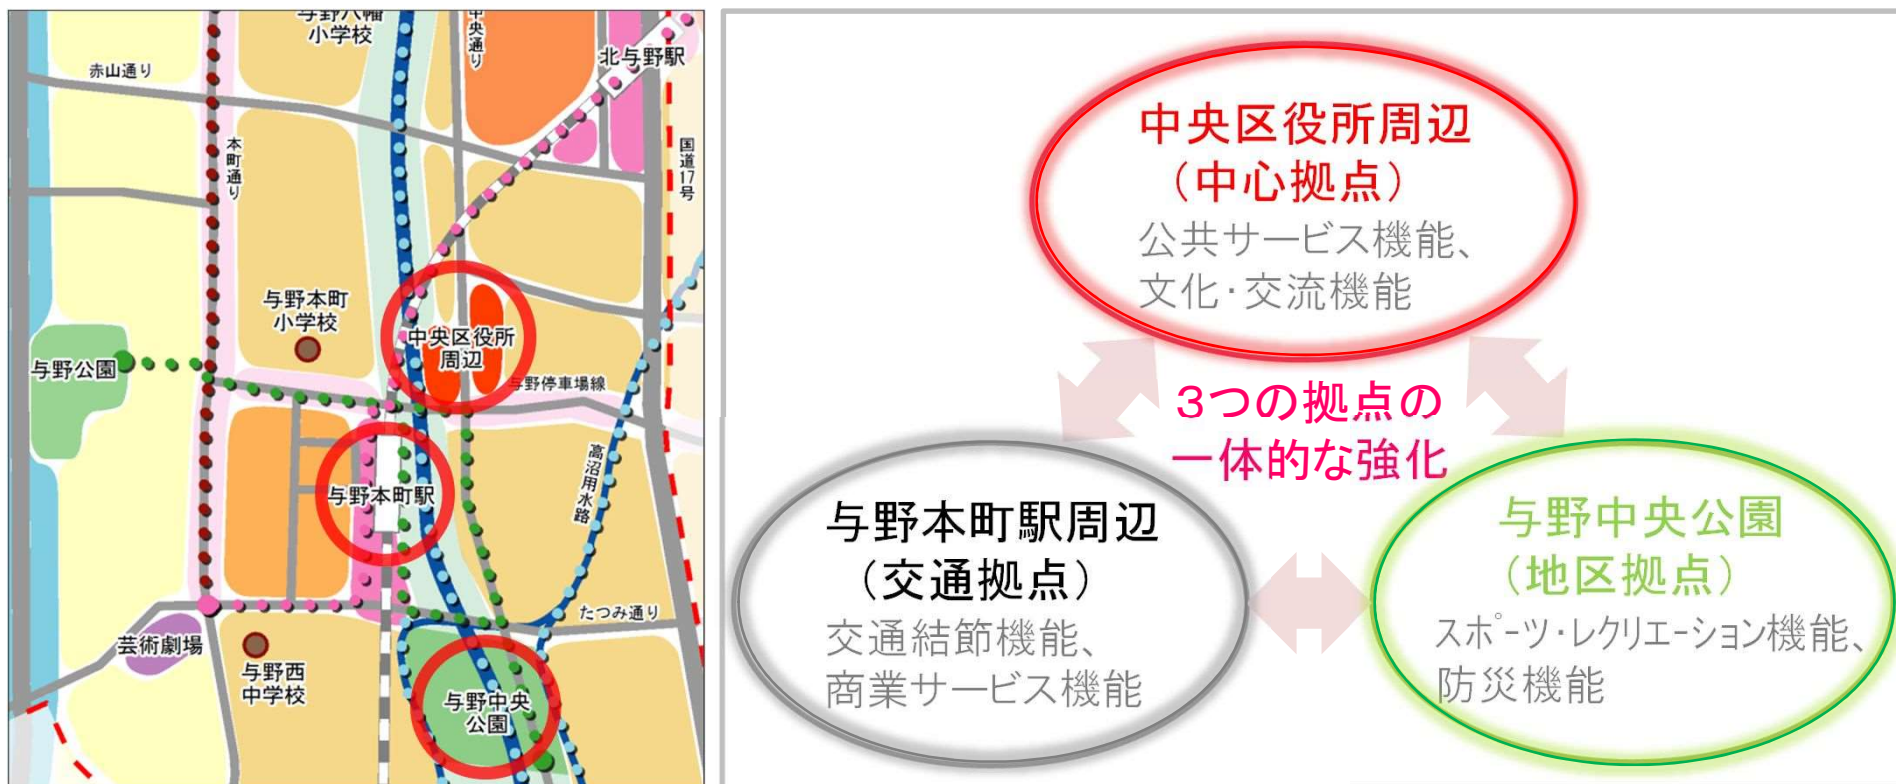 与野八幡
小学校
中央通り
北与野駅
赤山通り
本町通り
国道17号
与野本町
小学校
与野公園
中央区役所
周辺
与野停車場線
与野本町駅
高沼用水路
たつみ通り
芸術劇場
与野西
中学校
与野中央
公園
中央区役所周辺
(中心拠点)
公共サービス機能、
文化・交流機能
3つの拠点の
一体的な強化
与野本町駅周辺
(交通拠点)
交通結節機能、
商業サービス機能
与野中央公園
(地区拠点)
スポーツ・レクリエーション機能、
防災機能